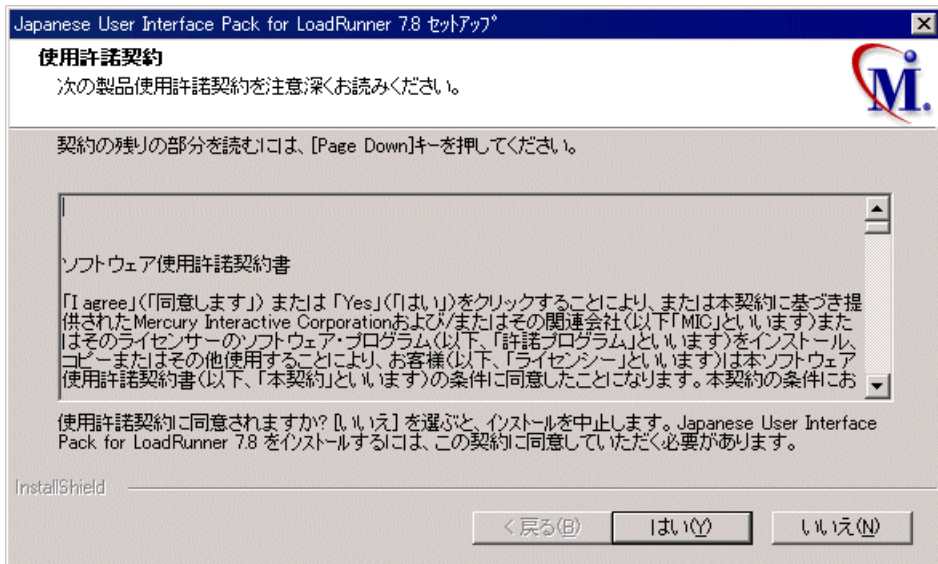 Japanese User Interface Pack for LoadRunner 7.8 セットアップ
使用許諾契約
次の製品使用許諾契約を注意深くお読みください。
M.
契約の残りの部分を読むには、[Page Down]キーを押してください。
ソフトウェア使用許諾契約書
「I agree」(「同意します」) または 「Yes」(「はい」)をクリックすることにより、または本契約に基づき提
供されたMercury Interactive Corporationおよび/またはその関連会社(以下「MIC」といいます)また
はそのライセンサーのソフトウェア・プログラム(以下、「許諾プログラム」といいます)をインストール、
コピーまたはその他使用することにより、お客様(以下、「ライセンシー」といいます)は本ソフトウェア
使用許諾契約書(以下、「本契約」といいます)の条件に同意したことになります。本契約の条件にお
使用許諾契約に同意されますか? [いいえ] を選ぶと、インストールを中止します。Japanese User Interface
Pack for LoadRunner 7.8 をインストールするには、この契約に同意していただく必要があります。
InstallShield
< 戻る(B)
はい(Y)
いいえ(N)